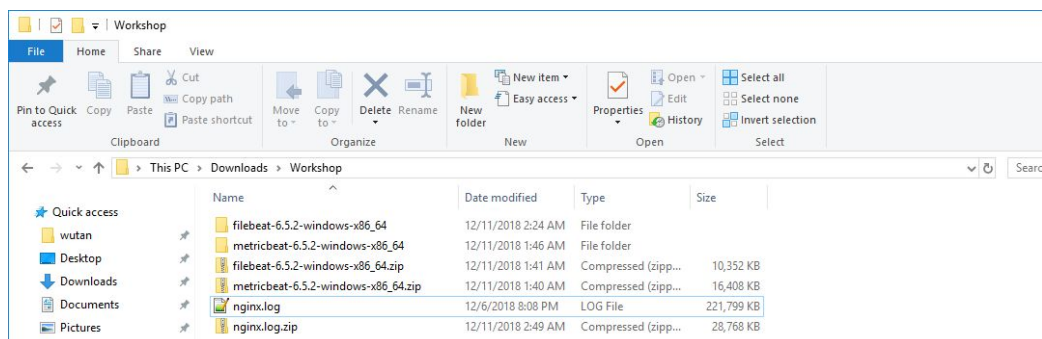 Workshop
File Home Share View
Pin to Quick access
Copy
Paste
Cut
Copy path
Paste shortcut
Move to
Copy to
Delete
Rename
New folder
New item
Easy access
Properties
Open
Edit
History
Select all
Select none
Invert selection
Clipboard Organize New Open Select
This PC > Downloads > Workshop
Searc
Name Date modified Type Size
Quick access
wutan
Desktop
Downloads
Documents
Pictures
filebeat-6.5.2-windows-x86_64 12/11/2018 2:24 AM File folder
metricbeat-6.5.2-windows-x86_64 12/11/2018 1:46 AM File folder
filebeat-6.5.2-windows-x86_64.zip 12/11/2018 1:41 AM Compressed (zipp... 10,352 KB
metricbeat-6.5.2-windows-x86_64.zip 12/11/2018 1:40 AM Compressed (zipp... 16,408 KB
nginx.log 12/6/2018 8:08 PM LOG File 221,799 KB
nginx.log.zip 12/11/2018 2:49 AM Compressed (zipp... 28,768 KB